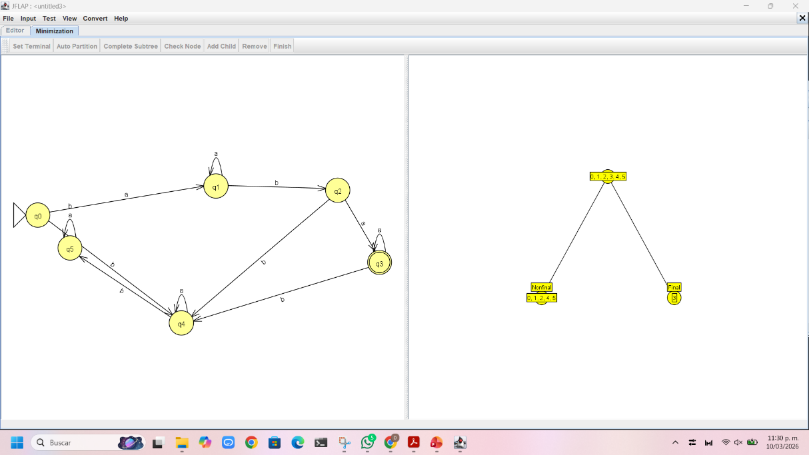 JFLAP : <untitled3>
File Input Test View Convert Help
Editor Minimization
Set Terminal Auto Partition Complete Subtree Check Node Add Child Remove Finish
a
q1
b
q2
a
b
q0
a
q5
a
a
q3
b
b
a
q4
0, 1, 2, 3, 4, 5
Nonfinal
0, 1, 2, 4, 5
Final
3
Buscar
11:30 p. m.
10/03/2026